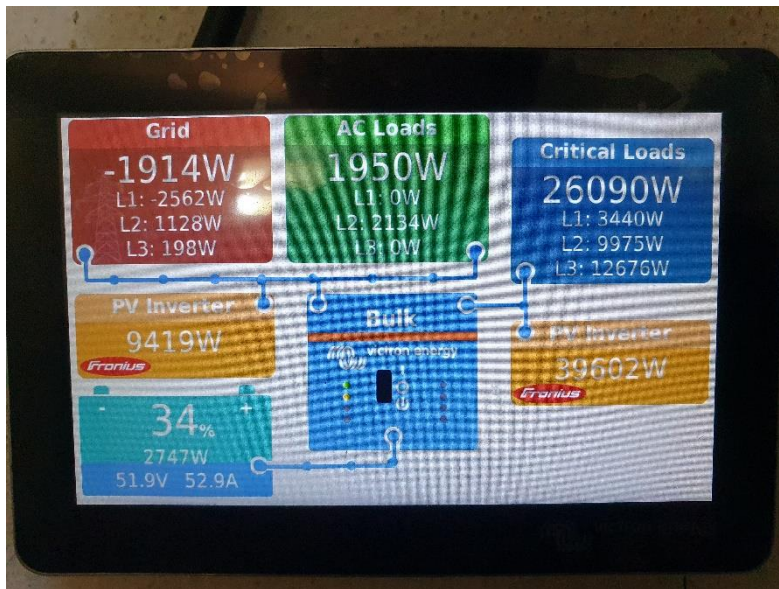 Grid
-1914W
L1: -2562W
L2: 1128W
L3: 198W
AC Loads
1950W
L1: 0W
L2: 2134W
L3: 0W
Critical Loads
26090W
L1: 3440W
L2: 9975W
L3: 12676W
PV Inverter
9419W
Fronius
Bulk
victron energy
PV Inverter
39602W
Fronius
- +
34%
2747W
51.9V 52.9A